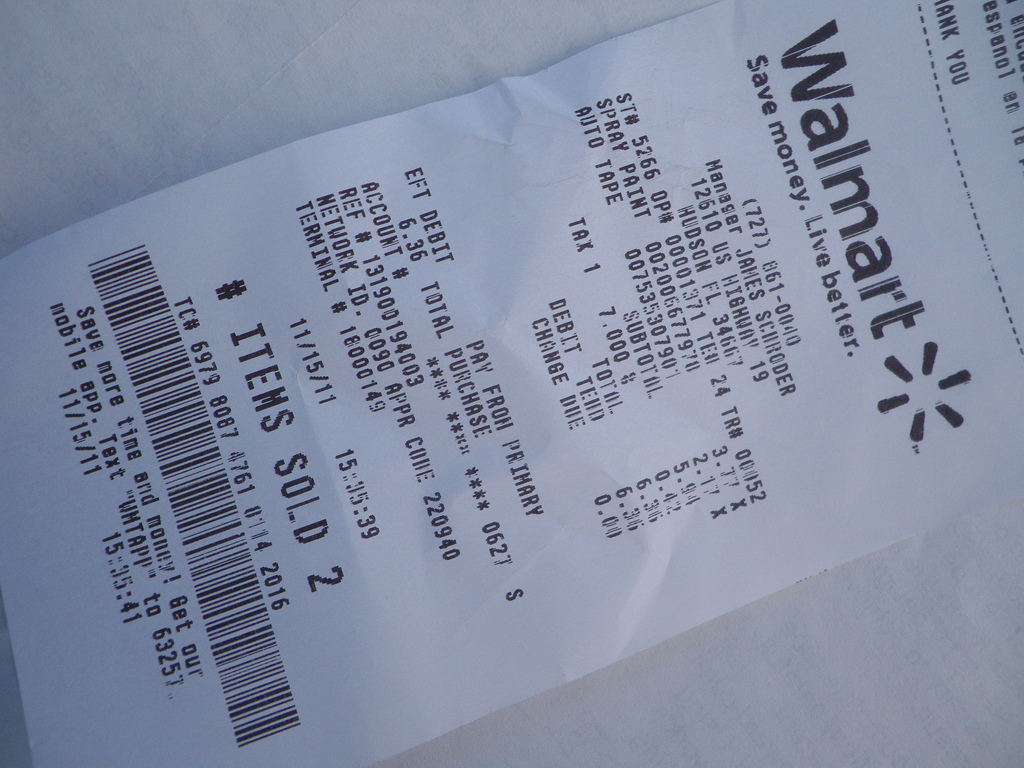 espanol en
THANK YOU
Walmart
Save money. Live better.
(727) 861-0040
Manager JAMES SCHRODER
12610 US HIGHWAY 19
HUDSON FL 34667
ST# 5266 OP# 00001371 TE# 24 TR# 00052
SPRAY PAINT 002006677970 3.77 X
AUTO TAPE 007535307901 2.17 X
SUBTOTAL 5.94
TAX 1 7.000 % 0.42
TOTAL 6.36
DEBIT TEND 6.36
CHANGE DUE 0.00
EFT DEBIT PAY FROM PRIMARY
6.36 TOTAL PURCHASE
ACCOUNT # **** **** **** 0627 S
REF # 131900194003
NETWORK ID. 0090 APPR CODE 220940
TERMINAL # 18000149
11/15/11 15:05:39
# ITEMS SOLD 2
TC# 6979 8087 4761 2016
Save more time and money! Get our
mobile app. Text "WMTAPP" to 63257.
11/15/11 15:05:41